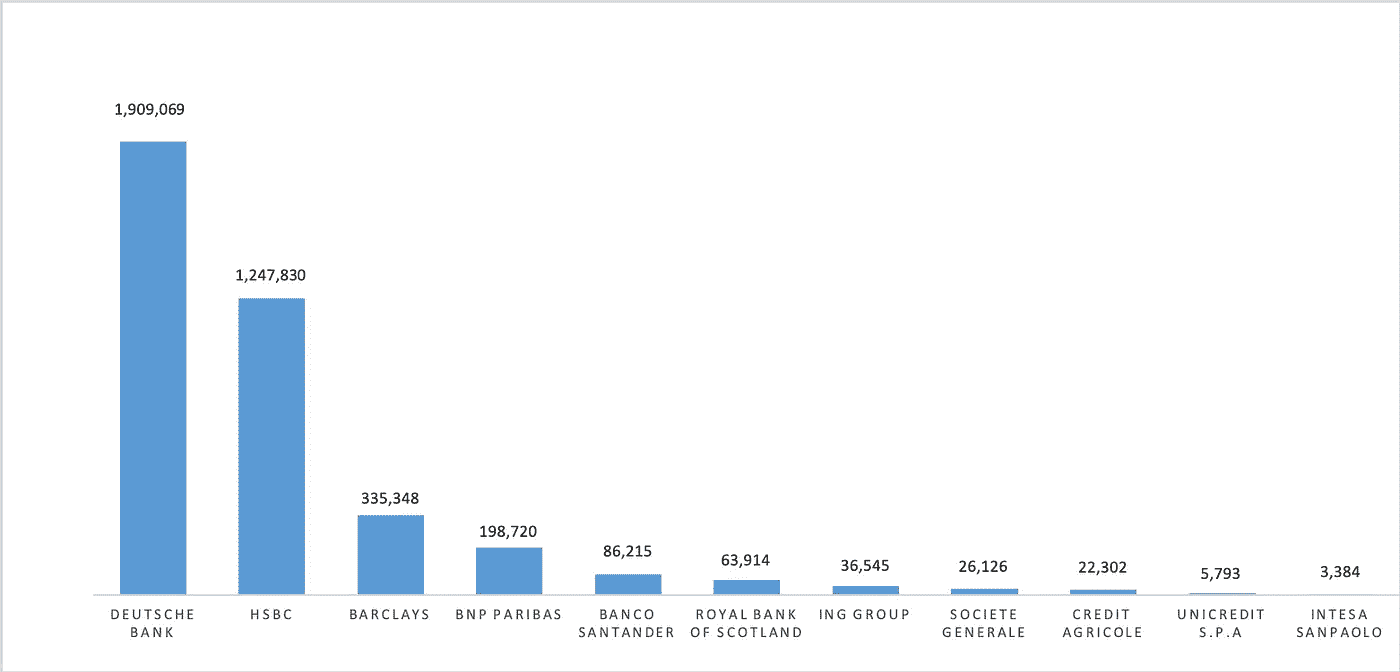 1,909,069
1,247,830
335,348
198,720
86,215
63,914
36,545
26,126
22,302
5,793
3,384
DEUTSCHE
BANK
HSBC
BARCLAYS
BNP PARIBAS
BANCO
SANTANDER
ROYAL BANK
OF SCOTLAND
ING GROUP
SOCIETE
GENERALE
CREDIT
AGRICOLE
UNICREDIT
S.P.A
INTESA
SANPAOLO